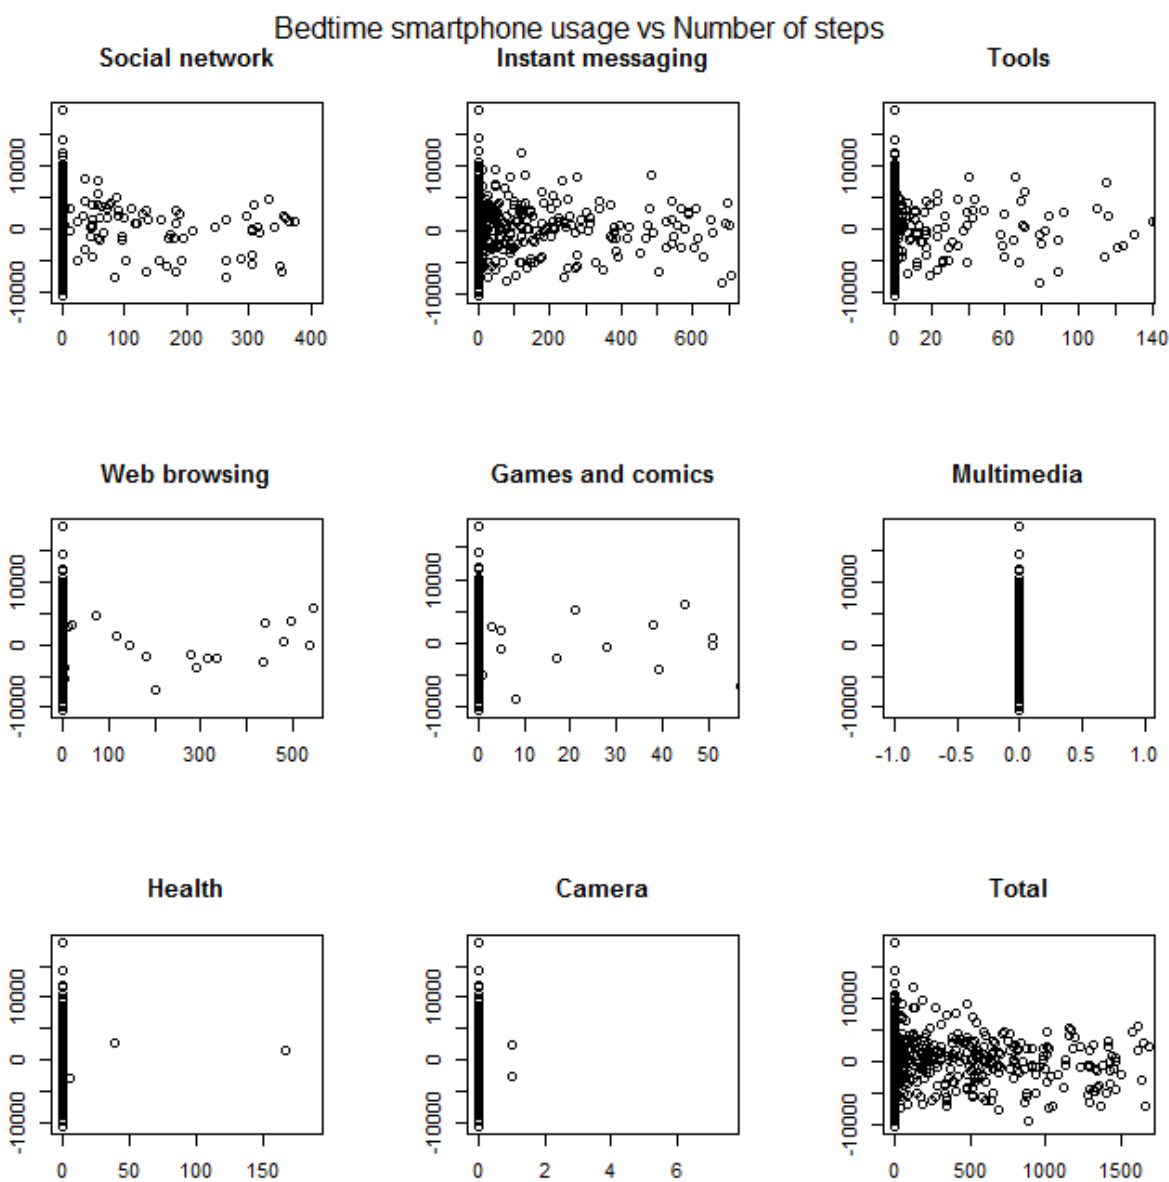 Bedtime smartphone usage vs Number of steps
Social network Instant messaging Tools
10000 10000 10000
0 0 0
-10000 -10000 -10000
0 100 200 300 400 0 200 400 600 0 20 60 100 140
Web browsing Games and comics Multimedia
10000 10000 10000
0 0 0
-10000 -10000 -10000
0 100 300 500 0 10 20 30 40 50 -1.0 -0.5 0.0 0.5 1.0
Health Camera Total
10000 10000 10000
0 0 0
-10000 -10000 -10000
0 50 100 150 0 2 4 6 0 500 1000 1500